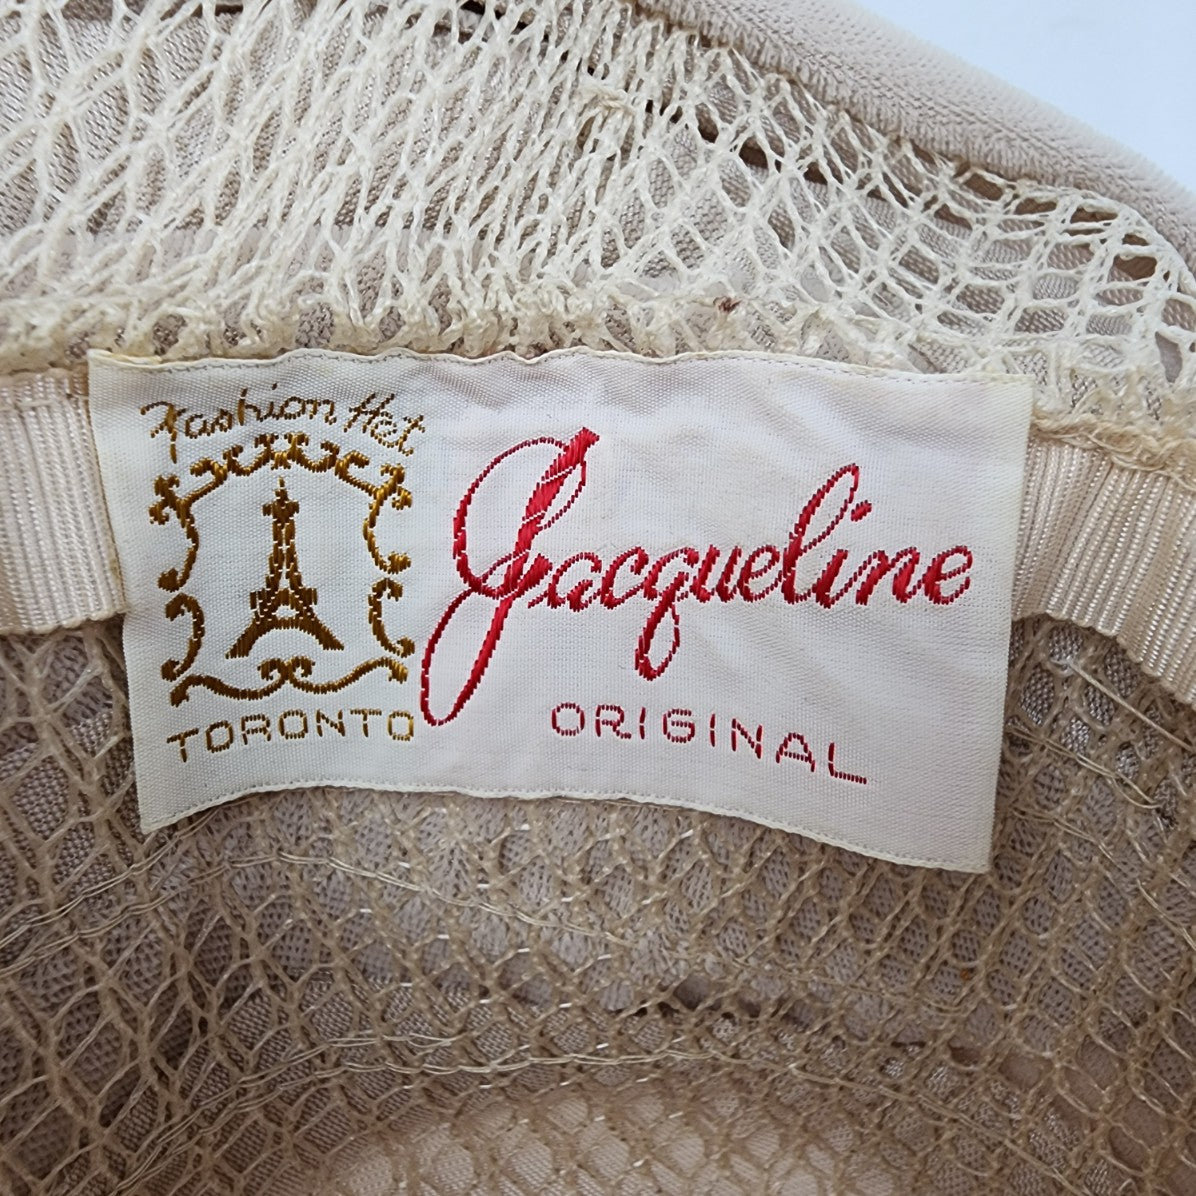 Fashion Hat
TORONTO
Jacqueline
ORIGINAL